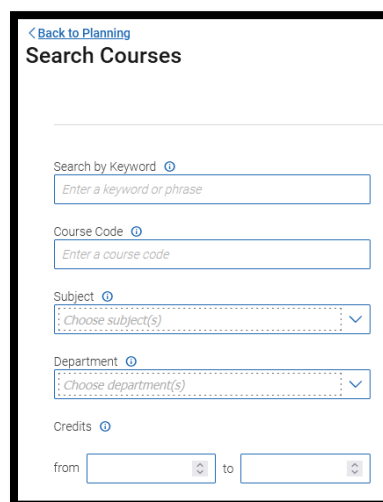 Back to Planning
Search Courses
Search by Keyword
Enter a keyword or phrase
Course Code
Enter a course code
Subject
Choose subject(s)
Department
Choose department(s)
Credits
from to